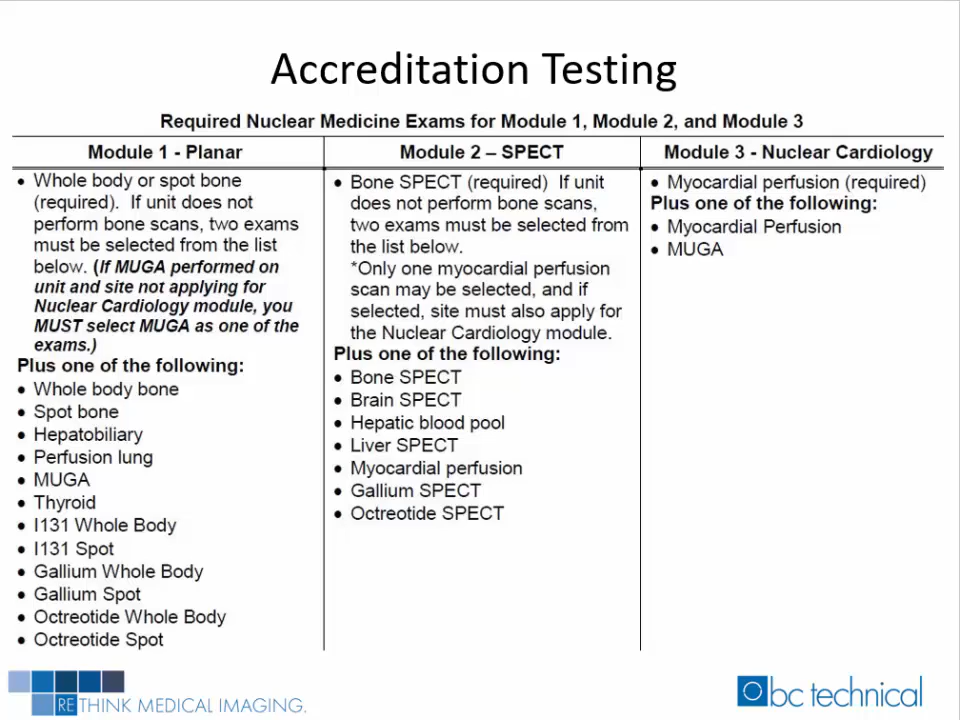 Accreditation Testing
Required Nuclear Medicine Exams for Module 1, Module 2, and Module 3
Module 1 - Planar
• Whole body or spot bone
(required). If unit does not
perform bone scans, two exams
must be selected from the list
below. (If MUGA performed on
unit and site not applying for
Nuclear Cardiology module, you
MUST select MUGA as one of the
exams.)
Plus one of the following:
• Whole body bone
• Spot bone
• Hepatobiliary
• Perfusion lung
• MUGA
• Thyroid
• I131 Whole Body
• I131 Spot
• Gallium Whole Body
• Gallium Spot
• Octreotide Whole Body
• Octreotide Spot
Module 2 – SPECT
• Bone SPECT (required) If unit
does not perform bone scans,
two exams must be selected from
the list below.
*Only one myocardial perfusion
scan may be selected, and if
selected, site must also apply for
the Nuclear Cardiology module.
Plus one of the following:
• Bone SPECT
• Brain SPECT
• Hepatic blood pool
• Liver SPECT
• Myocardial perfusion
• Gallium SPECT
• Octreotide SPECT
Module 3 - Nuclear Cardiology
• Myocardial perfusion (required)
Plus one of the following:
• Myocardial Perfusion
• MUGA
RETHINK MEDICAL IMAGING.
bc technical